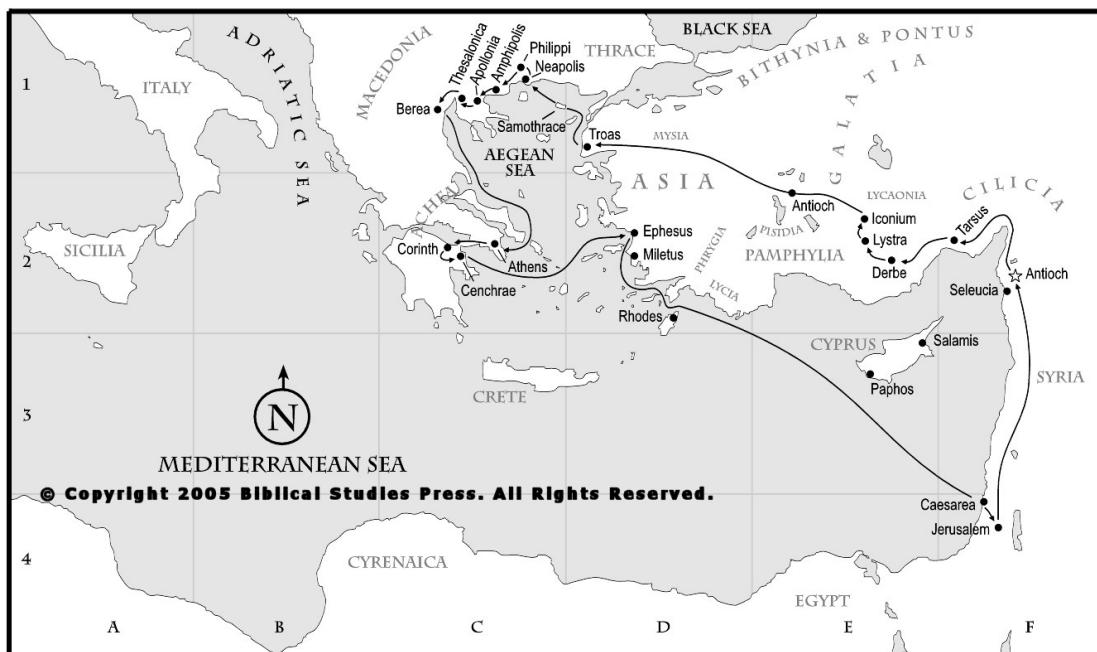 BLACK SEA
ADRIATIC SEA
MACEDONIA
THRACE
BITHYNIA & PONTUS
GALATIA
ITALY
1
Thesalonica
Apollonia
Amphipolis
Philippi
Neapolis
Berea
Samothrace
Troas
MYSIA
AEGEAN
SEA
ASIA
Antioch
LYCAONIA
CILICIA
ACHEU
Iconium
Tarsus
SICILIA
Corinth
Athens
Cenchrae
Ephesus
Miletus
PHRYGIA
PISIDIA
PAMPHYLIA
Lystra
Derbe
Antioch
2
LYCIA
Seleucia
Rhodes
CYPRUS
Salamis
Paphos
SYRIA
CRETE
N
3
MEDITERRANEAN SEA
© Copyright 2005 Biblical Studies Press. All Rights Reserved.
Caesarea
Jerusalem
4
CYRENAICA
EGYPT
A
B
C
D
E
F